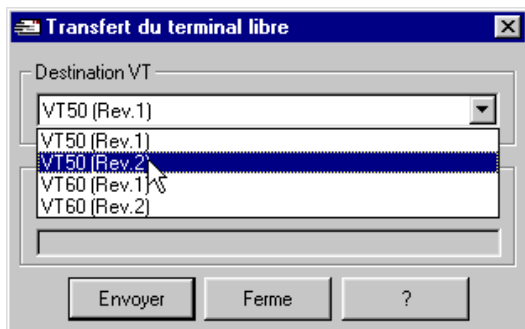 Transfert du terminal libre
Destination VT
VT50 (Rev.1)
VT50 (Rev.1)
VT50 (Rev.2)
VT60 (Rev.1)
VT60 (Rev.2)
Envoyer
Ferme
?